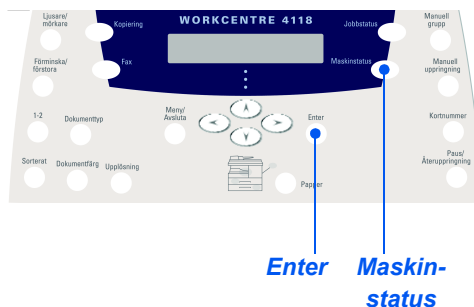 WORKCENTRE 4118
Ljusare/
mörkare
Kopiering
Jobbstatus
Manuell
grupp
Förminska/
förstora
Fax
Maskinstatus
Manuell
uppringning
1-2
Dokumenttyp
Meny/
Avsluta
Enter
Kortnummer
Sorterat
Dokumentfärg
Upplösning
Papper
Paus/
Återuppringning
Enter
Maskin-
status